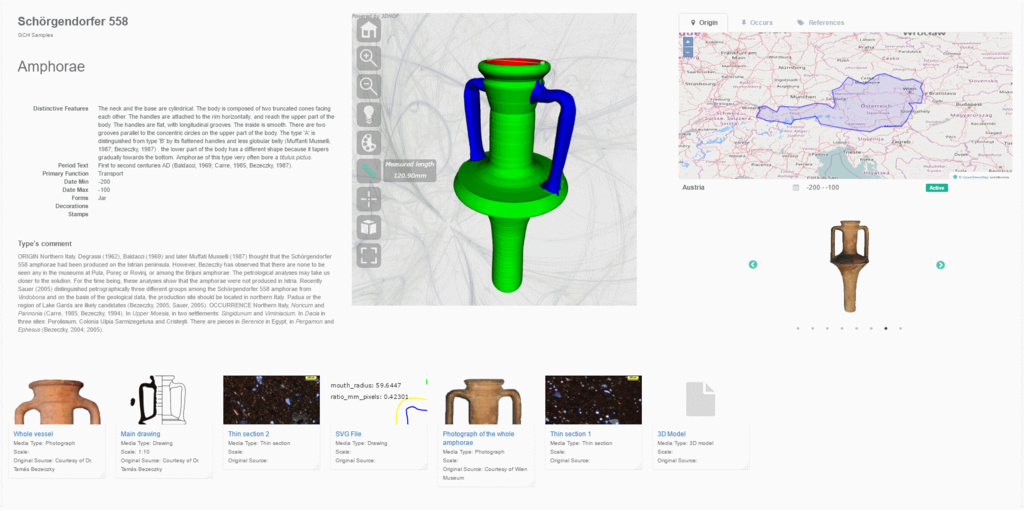 Schörgendorfer 558
GCH Samples
Amphorae
Distinctive Features The neck and the base are cylindrical. The body is composed of two truncated cones facing
each other. The handles are attached to the rim horizontally, and reach the upper part of the
body. The handles are flat, with longitudinal grooves. The inside is smooth. There are two
grooves parallel to the concentric circles on the upper part of the body. The type 'A' is
distinguished from type 'B' by its flattened handles and less globular belly (Muffatti Musselli,
1987; Bezeczky, 1987) : the lower part of the body has a different shape because it tapers
gradually towards the bottom. Amphorae of this type very often bore a titulus pictus.
Period Text First to second centuries AD (Baldacci, 1969; Carre, 1985, Bezeczky, 1987)
Primary Function Transport
Date Min -200
Date Max -100
Forms Jar
Decorations
Stamps
Type's comment
ORIGIN Northern Italy. Degrassi (1962), Baldacci (1969) and later Muffati Musselli (1987) thought that the Schörgendorfer
558 amphorae had been produced on the Istrian peninsula. However, Bezeczky has observed that there are none to be
seen any in the museums at Pula, Poreç or Rovinj, or among the Brijuni amphorae. The petrological analyses may take us
closer to the solution. For the time being, these analyses show that the amphorae were not produced in Istria. Recently
Sauer (2005) distinguished petrographically three different groups among the Schörgendorfer 558 amphorae from
Vindobona and on the basis of the geological data, the production site should be located in northern Italy. Padua or the
region of Lake Garda are likely candidates (Bezeczky, 2005; Sauer, 2005). OCCURRENCE Northern Italy, Noricum and
Pannonia (Carre, 1985; Bezeczky, 1994). In Upper Moesia, in two settlements: Singidunum and Viminiacium. In Dacia in
three sites: Porolissum, Colonia Ulpia Sarmizegetusa and Cristeşti. There are pieces in Berenice in Egypt, in Pergamon and
Ephesus (Bezeczky, 2004; 2005).
Powered by 3DHOP
Measured length
120.90mm
Origin
Occurs
References
Wrocław
Praha
Nürnberg
Stuttgart
München
Österreich
Budapest
Zagreb
Milano
Torino
Hrvatska
Austria
-200 - -100
Active
mouth_radius: 59.6447
ratio_mm_pixels: 0.42301
Whole vessel
Media Type: Photograph
Scale:
Original Source: Courtesy of Dr.
Tamás Bezeczky
Main drawing
Media Type: Drawing
Scale: 1:10
Original Source: Courtesy of Dr.
Tamás Bezeczky
Thin section 2
Media Type: Thin section
Scale:
Original Source:
SVG File
Media Type: Drawing
Scale:
Original Source:
Photograph of the whole
amphorae
Media Type: Photograph
Scale:
Original Source: Courtesy of Wien
Museum
Thin section 1
Media Type: Thin section
Scale:
Original Source:
3D Model
Media Type: 3D model
Scale:
Original Source: